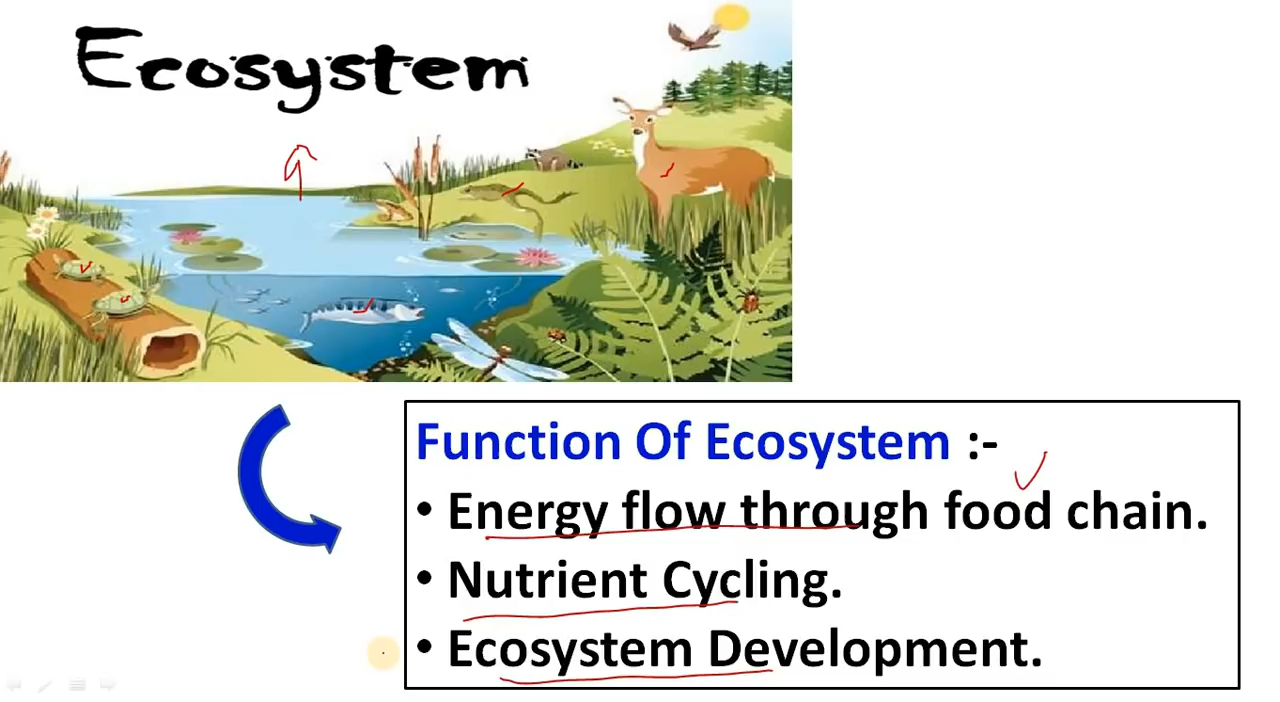 Ecosystem
Function Of Ecosystem :-
• Energy flow through food chain.
• Nutrient Cycling.
• Ecosystem Development.